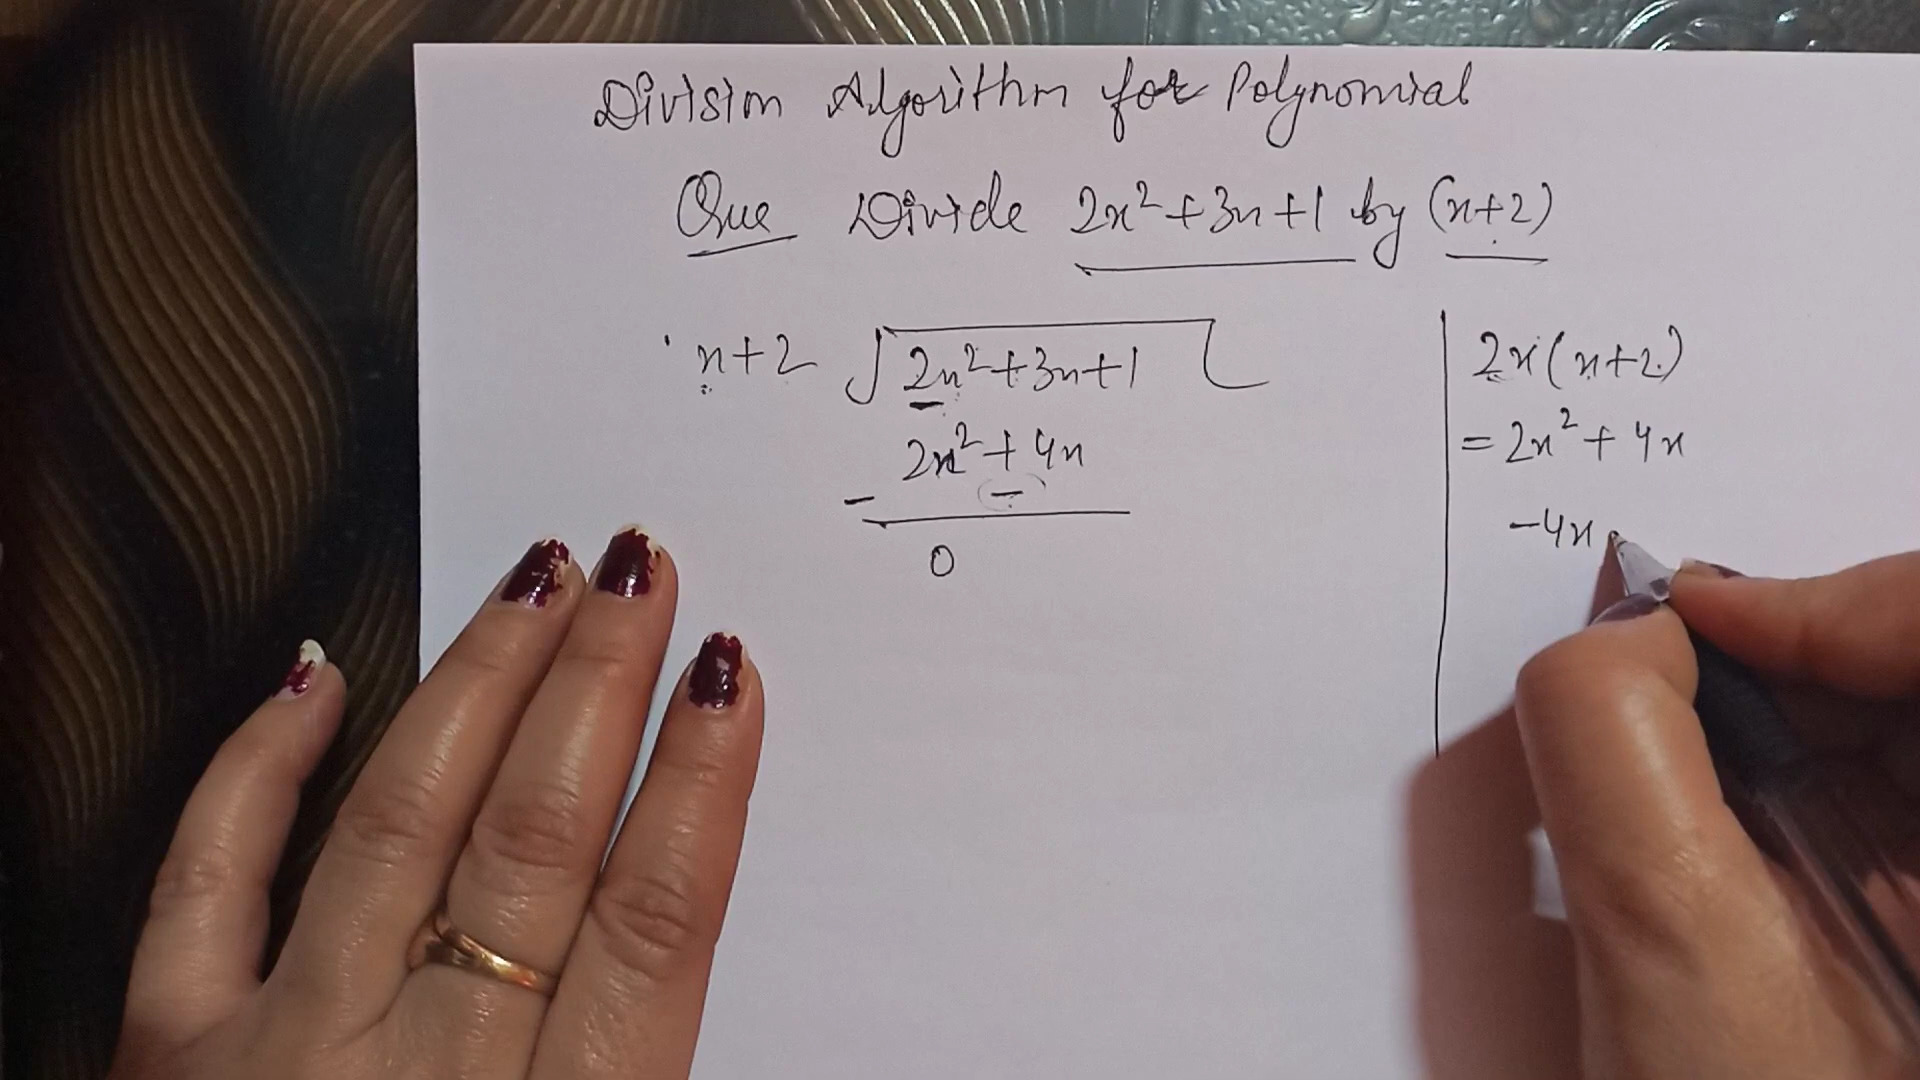 Division Algorithm for Polynomial
Que Divide 2x² + 3x + 1 by (x+2)
x+2 ) 2x² + 3x + 1 (
2x² + 4x
- -
0
2x(x+2)
= 2x² + 4x
-4x